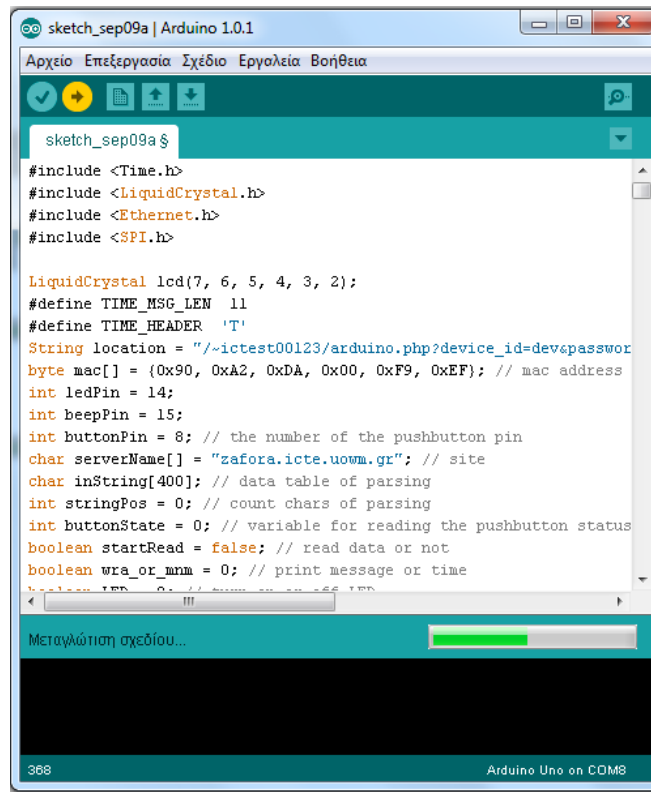 sketch_sep09a | Arduino 1.0.1
Αρχείο Επεξεργασία Σχέδιο Εργαλεία Βοήθεια
sketch_sep09a §
#include <Time.h>
#include <LiquidCrystal.h>
#include <Ethernet.h>
#include <SPI.h>
LiquidCrystal lcd(7, 6, 5, 4, 3, 2);
#define TIME_MSG_LEN 11
#define TIME_HEADER 'T'
String location = "/~ictest00123/arduino.php?device_id=dev&passwor
byte mac[] = {0x90, 0xA2, 0xDA, 0x00, 0xF9, 0xEF}; // mac address
int ledPin = 14;
int beepPin = 15;
int buttonPin = 8; // the number of the pushbutton pin
char serverName[] = "zafora.icte.uowm.gr"; // site
char inString[400]; // data table of parsing
int stringPos = 0; // count chars of parsing
int buttonState = 0; // variable for reading the pushbutton status
boolean startRead = false; // read data or not
boolean wra_or_mnm = 0; // print message or time
Μεταγλώτιση σχεδίου...
368
Arduino Uno on COM8